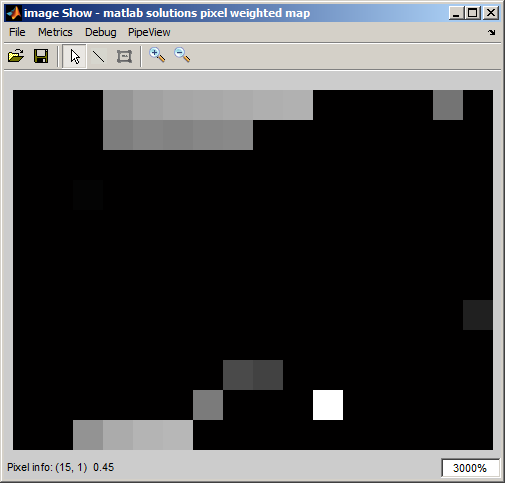 image Show - matlab solutions pixel weighted map
File Metrics Debug PipeView
Pixel info: (15, 1) 0.45
3000%